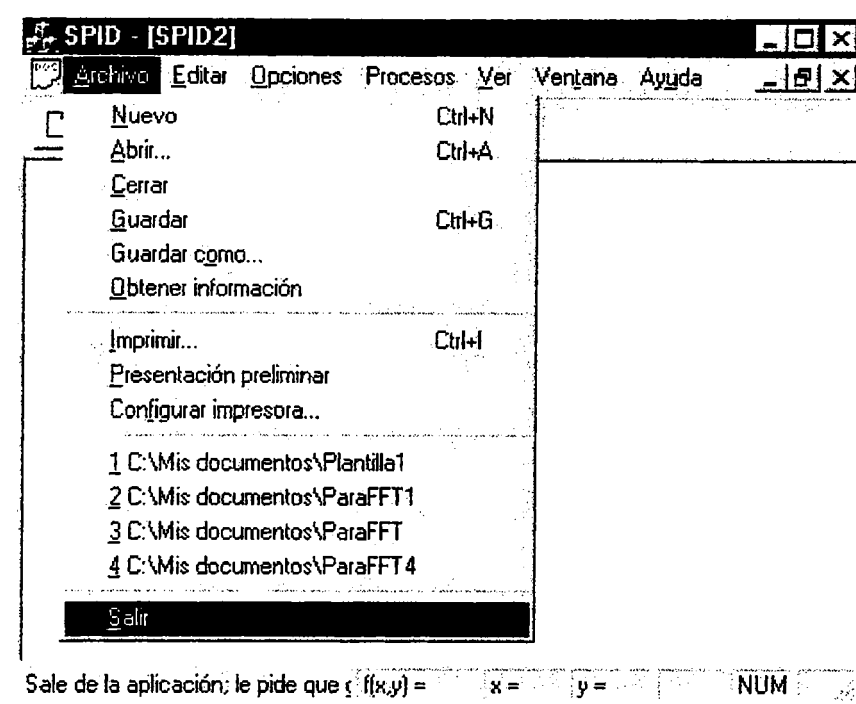 SPID - [SPID2]
Archivo Editar Opciones Procesos Ver Ventana Ayuda
Nuevo Ctrl+N
Abrir... Ctrl+A
Cerrar
Guardar Ctrl+G
Guardar como...
Obtener información
Imprimir... Ctrl+I
Presentación preliminar
Configurar impresora...
1 C:\Mis documentos\Plantilla1
2 C:\Mis documentos\ParaFFT1
3 C:\Mis documentos\ParaFFT
4 C:\Mis documentos\ParaFFT4
Salir
Sale de la aplicación; le pide que f(x,y) = x = y = NUM